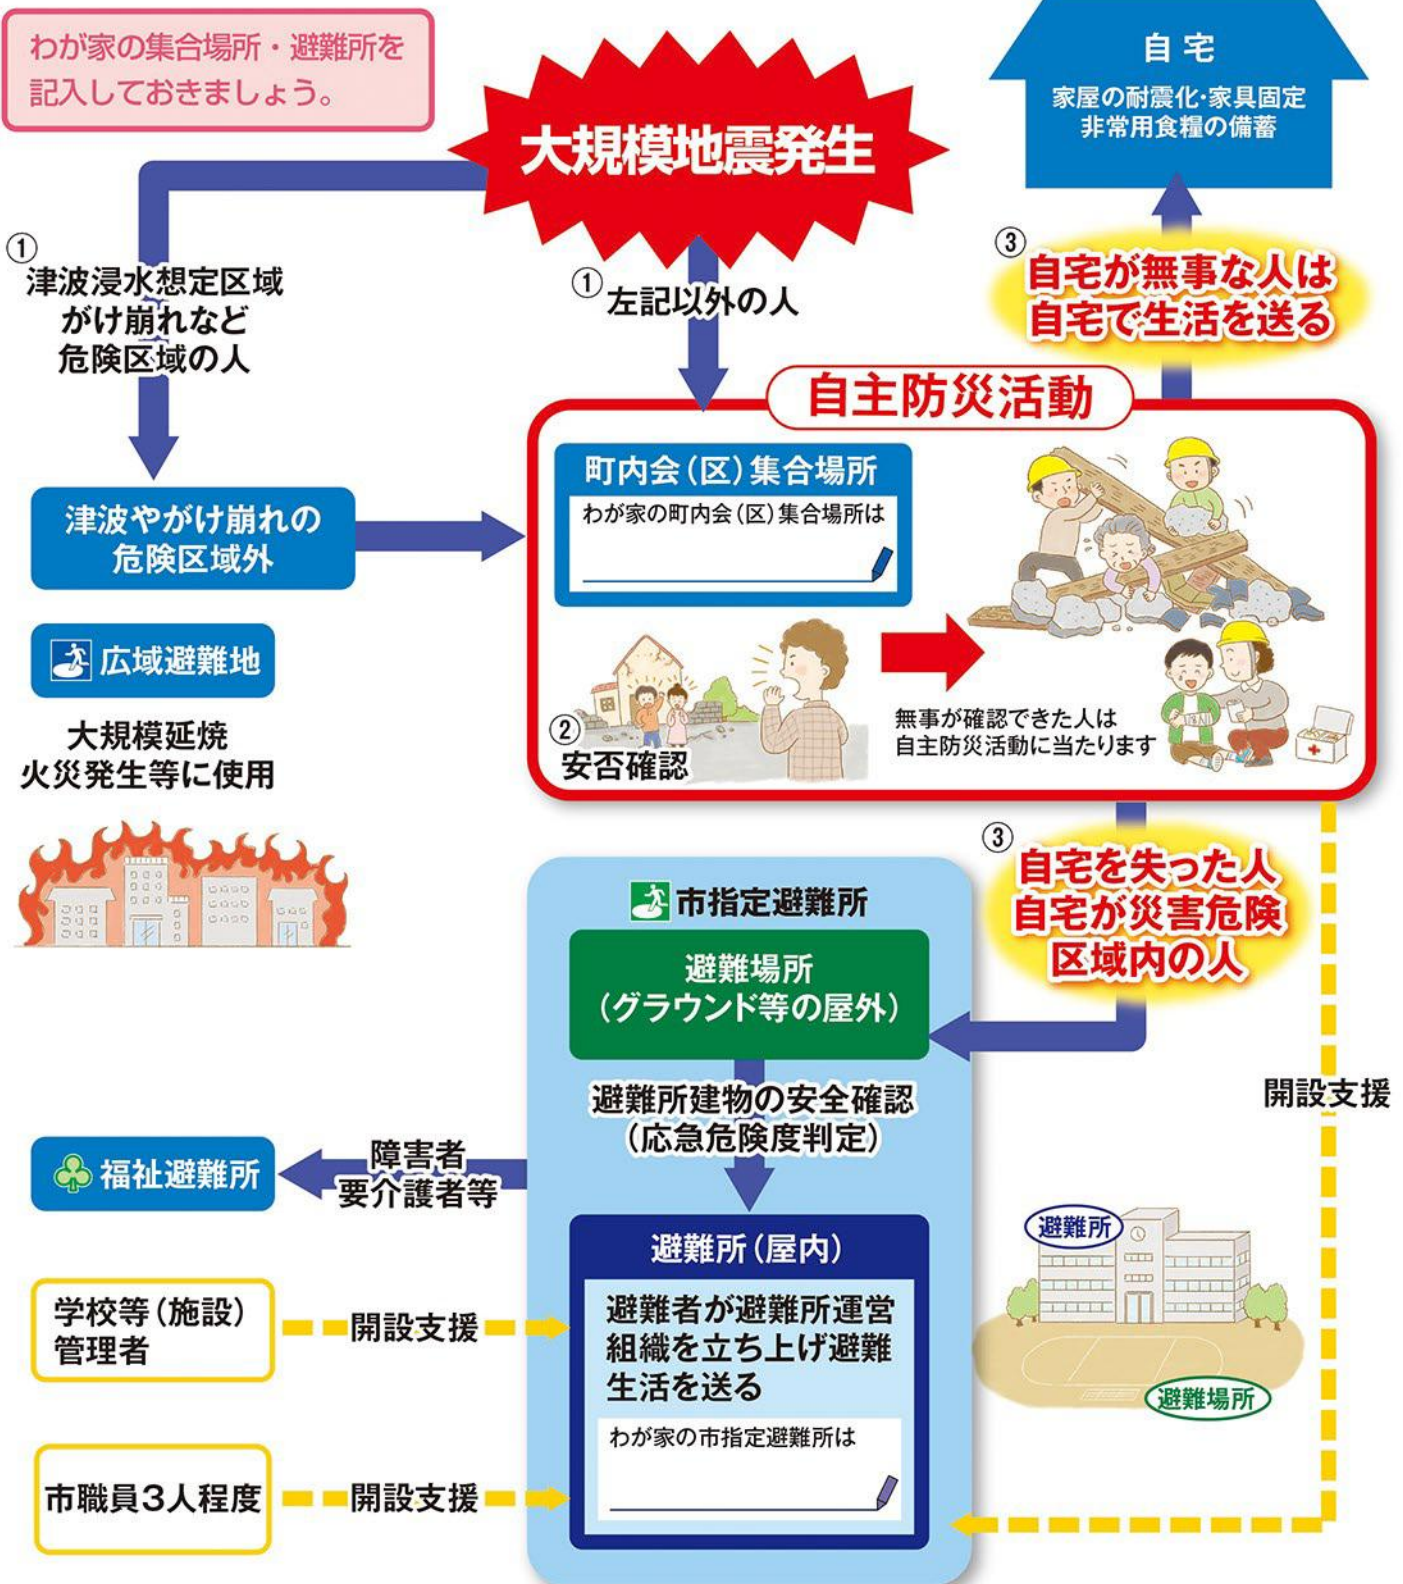 わが家の集合場所・避難所を
記入しておきましょう。
大規模地震発生
自宅
家屋の耐震化・家具固定
非常用食糧の備蓄
①
津波浸水想定区域
がけ崩れなど
危険区域の人
①
左記以外の人
③
自宅が無事な人は
自宅で生活を送る
自主防災活動
町内会(区)集合場所
わが家の町内会(区)集合場所は
津波やがけ崩れの
危険区域外
広域避難地
大規模延焼
火災発生等に使用
②
安否確認
無事が確認できた人は
自主防災活動に当たります
③
自宅を失った人
自宅が災害危険
区域内の人
市指定避難所
避難場所
(グラウンド等の屋外)
避難所建物の安全確認
(応急危険度判定)
開設支援
福祉避難所
障害者
要介護者等
避難所(屋内)
避難者が避難所運営
組織を立ち上げ避難
生活を送る
わが家の市指定避難所は
学校等(施設)
管理者
開設支援
市職員3人程度
開設支援
避難所
避難場所